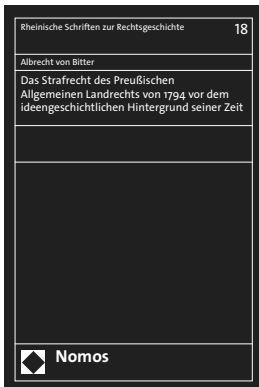 Rheinische Schriften zur Rechtsgeschichte 18
Albrecht von Bitter
Das Strafrecht des Preußischen
Allgemeinen Landrechts von 1794 vor dem
ideengeschichtlichen Hintergrund seiner Zeit
Nomos